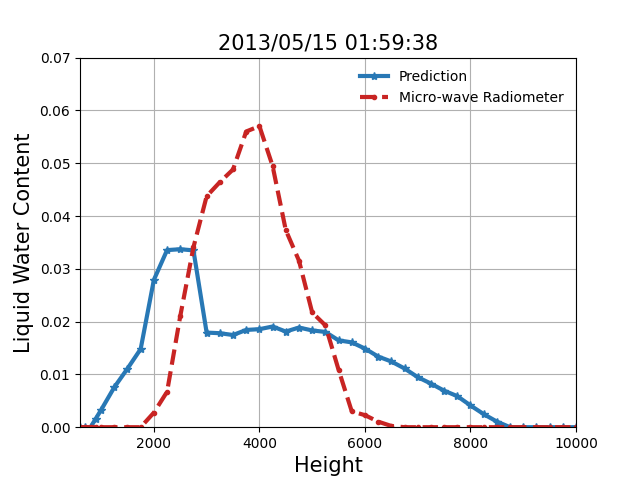 2013/05/15 01:59:38
0.07
0.06
0.05
0.04
0.03
0.02
0.01
0.00
Liquid Water Content
Prediction
Micro-wave Radiometer
2000 4000 6000 8000 10000
Height